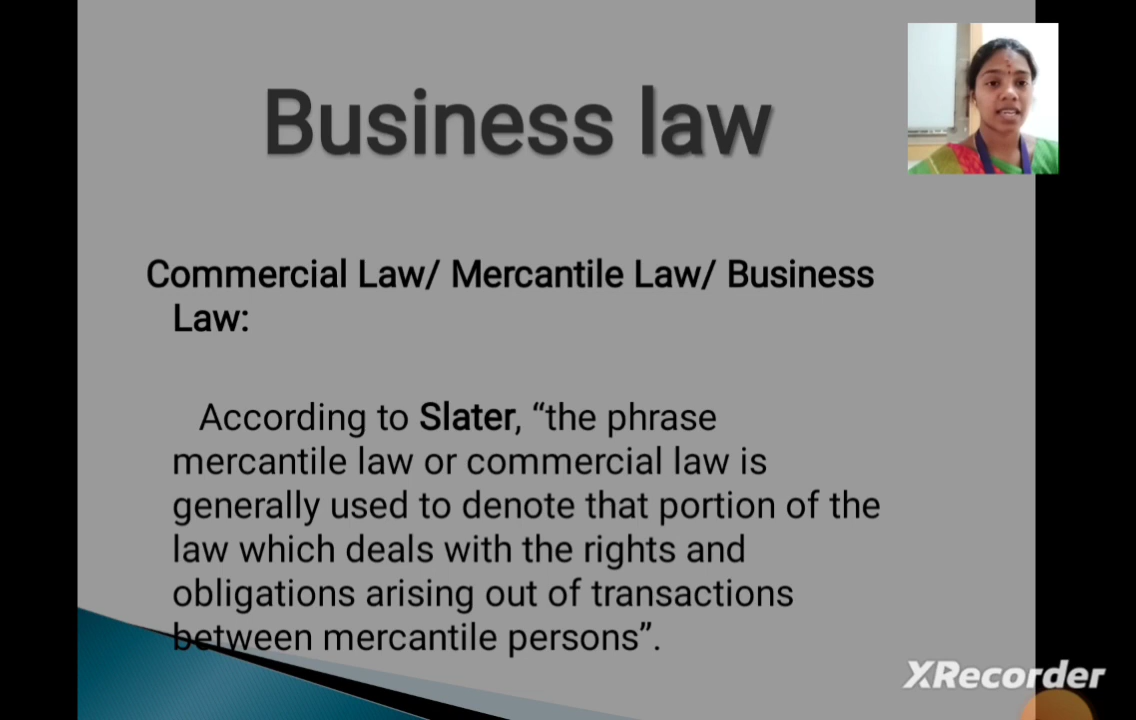 Business law
Commercial Law/ Mercantile Law/ Business
Law:
According to Slater, “the phrase
mercantile law or commercial law is
generally used to denote that portion of the
law which deals with the rights and
obligations arising out of transactions
between mercantile persons”.
XRecorder